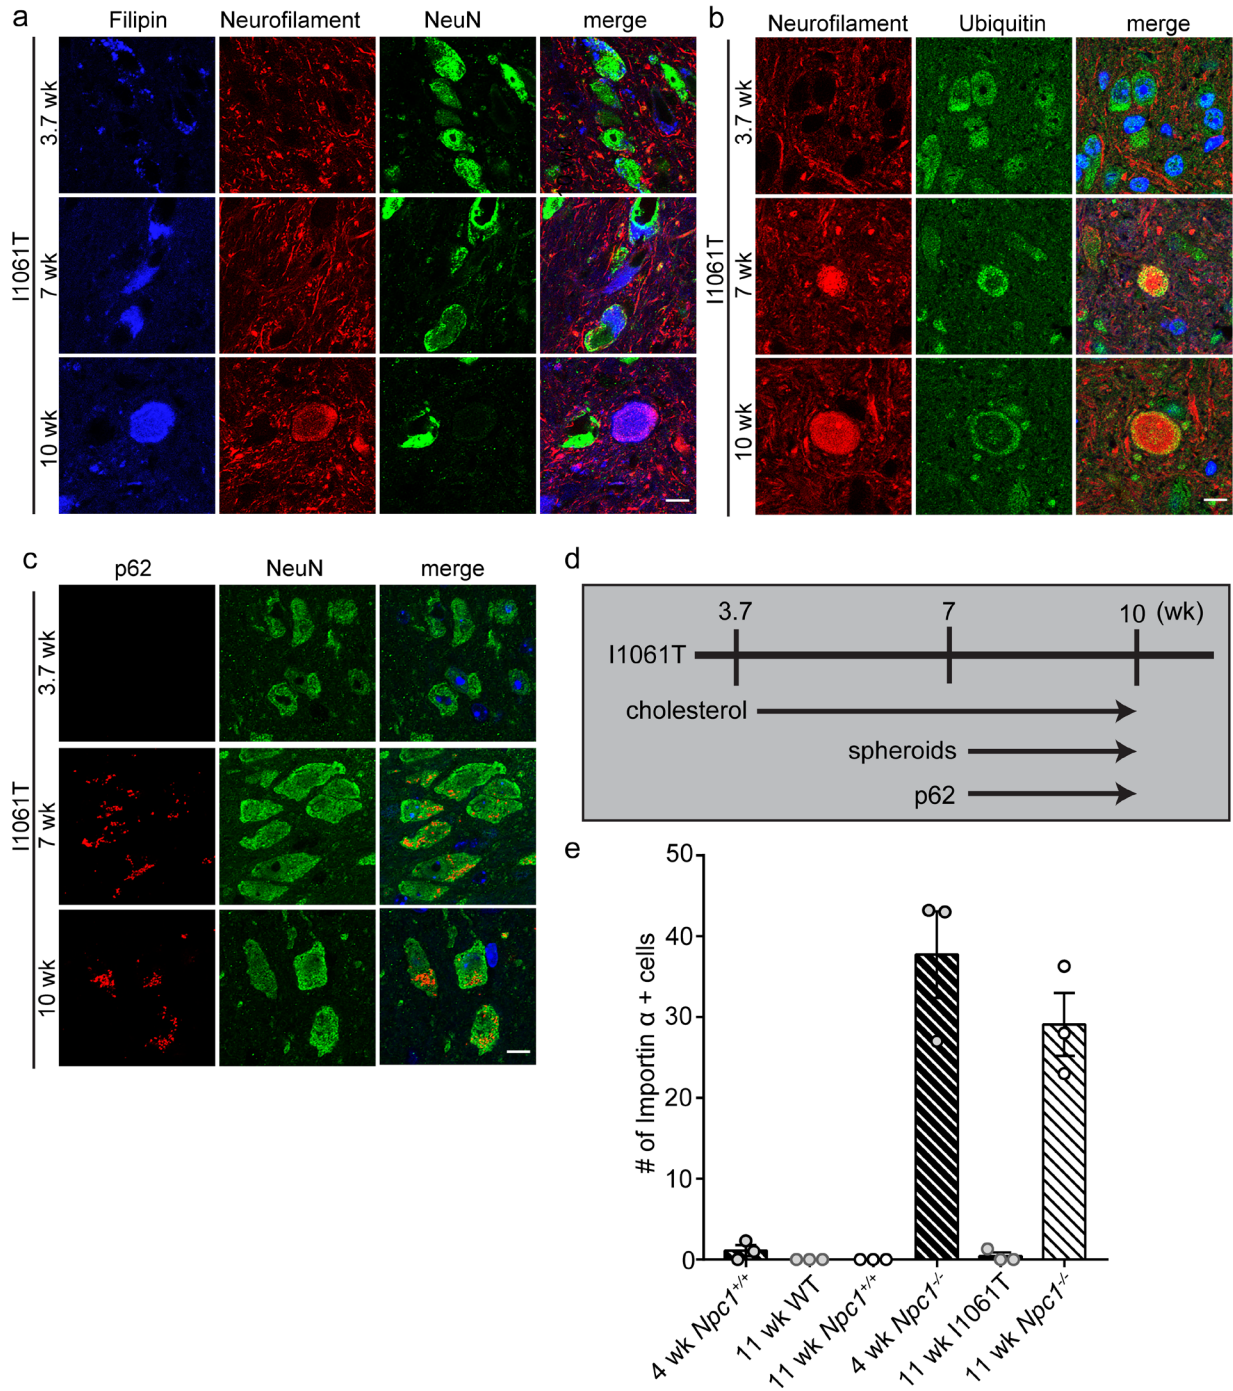 a
Filipin Neurofilament NeuN merge
I1061T
3.7 wk
7 wk
10 wk
b
Neurofilament Ubiquitin merge
I1061T
3.7 wk
7 wk
10 wk
c
p62 NeuN merge
I1061T
3.7 wk
7 wk
10 wk
d
3.7 7 10 (wk)
I1061T
cholesterol
spheroids
p62
e
# of Importin α + cells
50
40
30
20
10
0
4 wk Npc1+/+
11 wk WT
11 wk Npc1+/+
4 wk Npc1-/-
11 wk I1061T
11 wk Npc1-/-